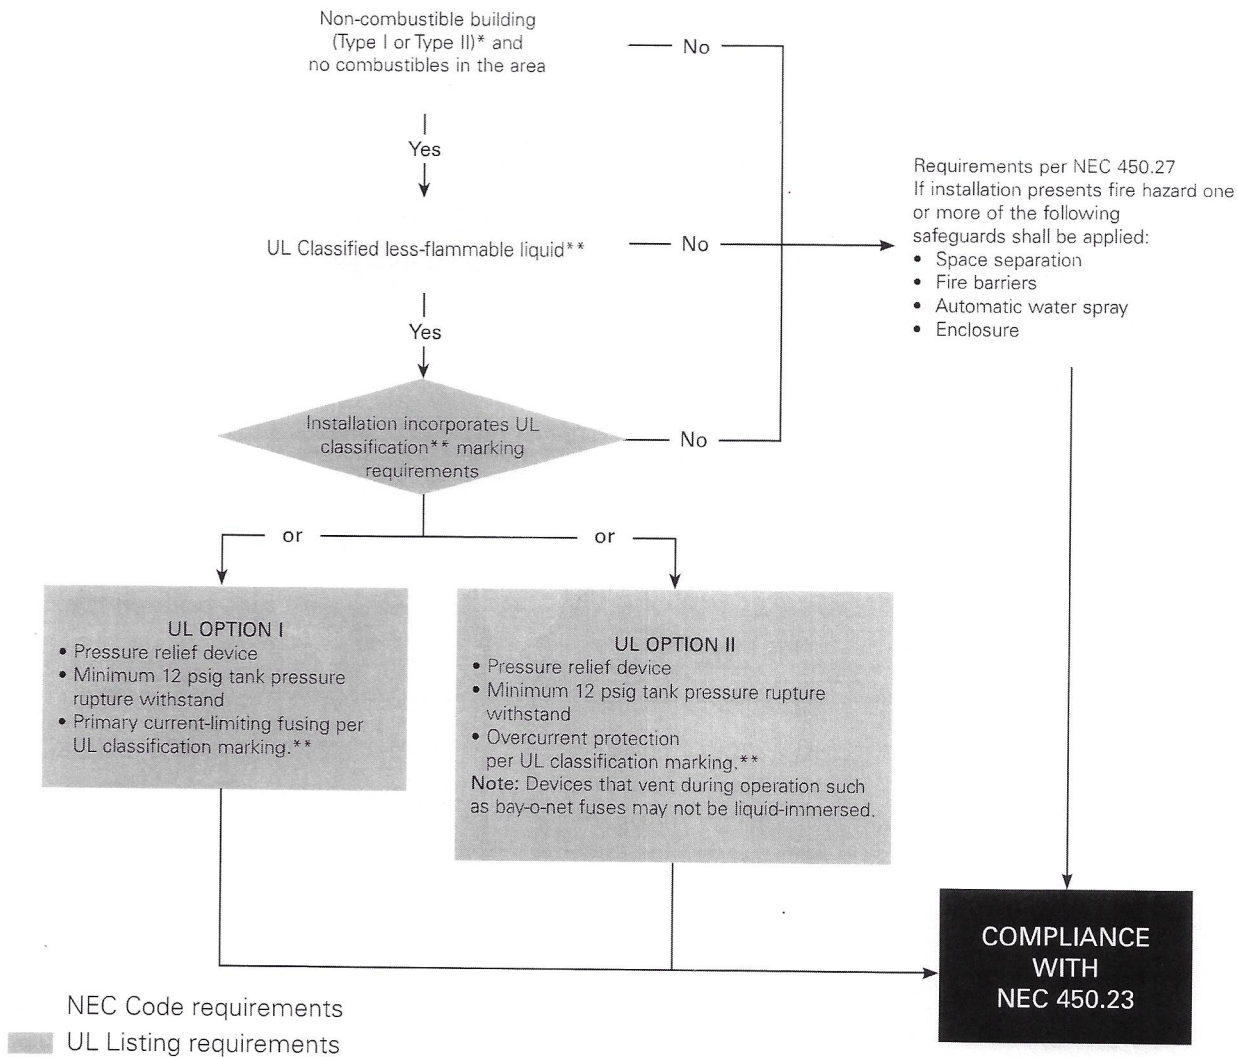 Non-combustible building
(Type I or Type II)* and
no combustibles in the area
No
Yes
UL Classified less-flammable liquid**
No
Requirements per NEC 450.27
If installation presents fire hazard one
or more of the following
safeguards shall be applied:
• Space separation
• Fire barriers
• Automatic water spray
• Enclosure
Yes
Installation incorporates UL
classification** marking
requirements
No
or
or
UL OPTION I
• Pressure relief device
• Minimum 12 psig tank pressure
rupture withstand
• Primary current-limiting fusing per
UL classification marking.**
UL OPTION II
• Pressure relief device
• Minimum 12 psig tank pressure rupture
withstand
• Overcurrent protection
per UL classification marking.**
Note: Devices that vent during operation such
as bay-o-net fuses may not be liquid-immersed.
COMPLIANCE
WITH
NEC 450.23
NEC Code requirements
UL Listing requirements